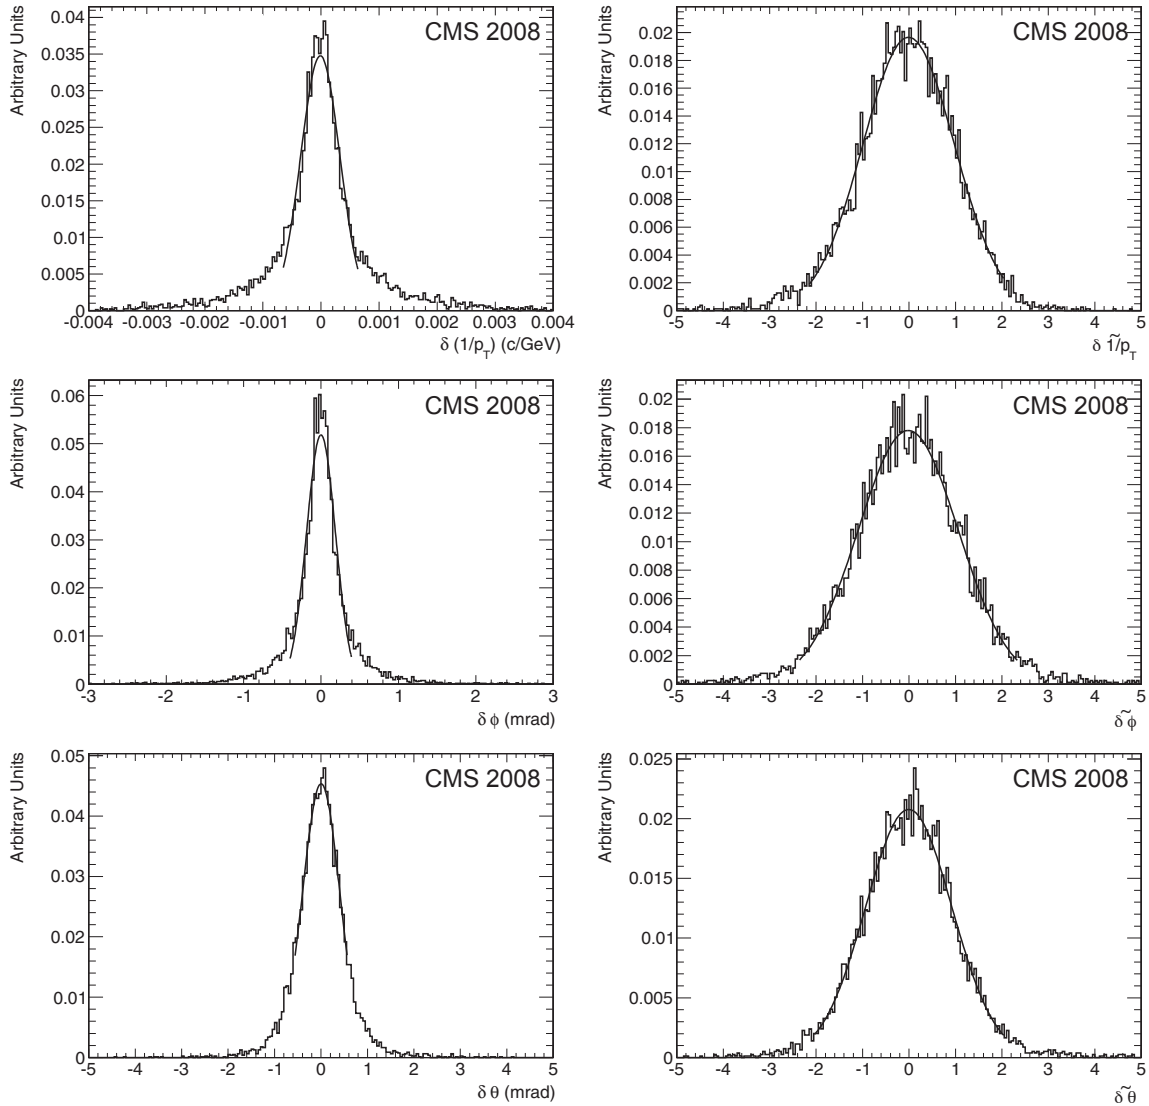 Arbitrary Units
CMS 2008
0.04
0.035
0.03
0.025
0.02
0.015
0.01
0.005
0
-0.004 -0.003 -0.002 -0.001 0 0.001 0.002 0.003 0.004
δ (1/p_T) (c/GeV)
Arbitrary Units
CMS 2008
0.02
0.018
0.016
0.014
0.012
0.01
0.008
0.006
0.004
0.002
0
-5 -4 -3 -2 -1 0 1 2 3 4 5
δ 1~/p_T
Arbitrary Units
CMS 2008
0.06
0.05
0.04
0.03
0.02
0.01
0
-3 -2 -1 0 1 2 3
δ ϕ (mrad)
Arbitrary Units
CMS 2008
0.02
0.018
0.016
0.014
0.012
0.01
0.008
0.006
0.004
0.002
0
-5 -4 -3 -2 -1 0 1 2 3 4 5
δ ~ϕ
Arbitrary Units
CMS 2008
0.05
0.04
0.03
0.02
0.01
0
-5 -4 -3 -2 -1 0 1 2 3 4 5
δ θ (mrad)
Arbitrary Units
CMS 2008
0.025
0.02
0.015
0.01
0.005
0
-5 -4 -3 -2 -1 0 1 2 3 4 5
δ ~θ